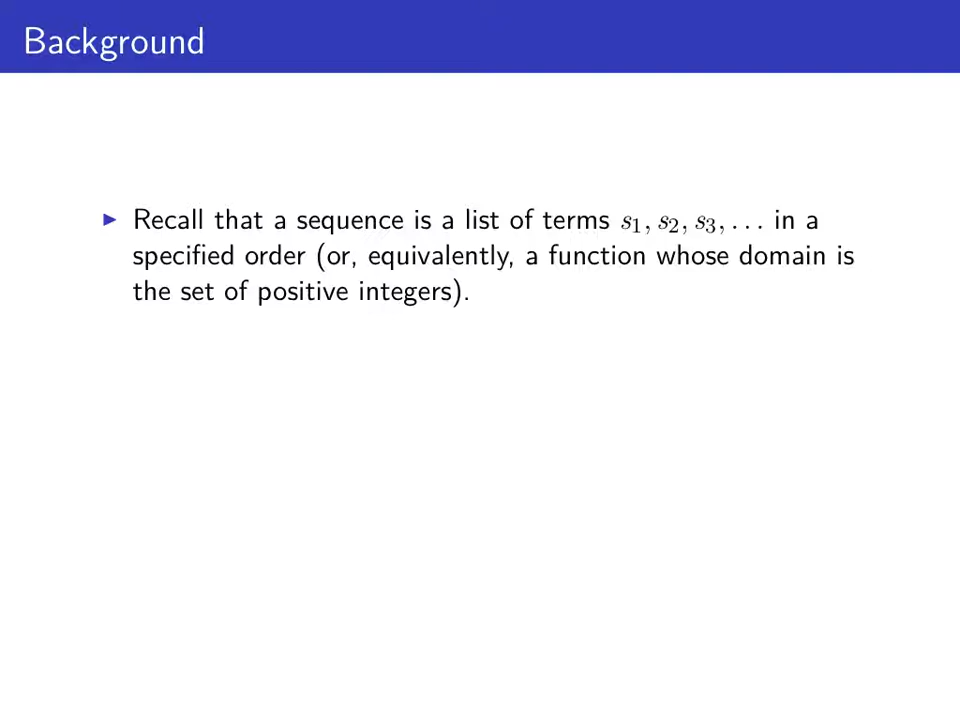 Background
▶ Recall that a sequence is a list of terms s₁, s₂, s₃, . . . in a
specified order (or, equivalently, a function whose domain is
the set of positive integers).